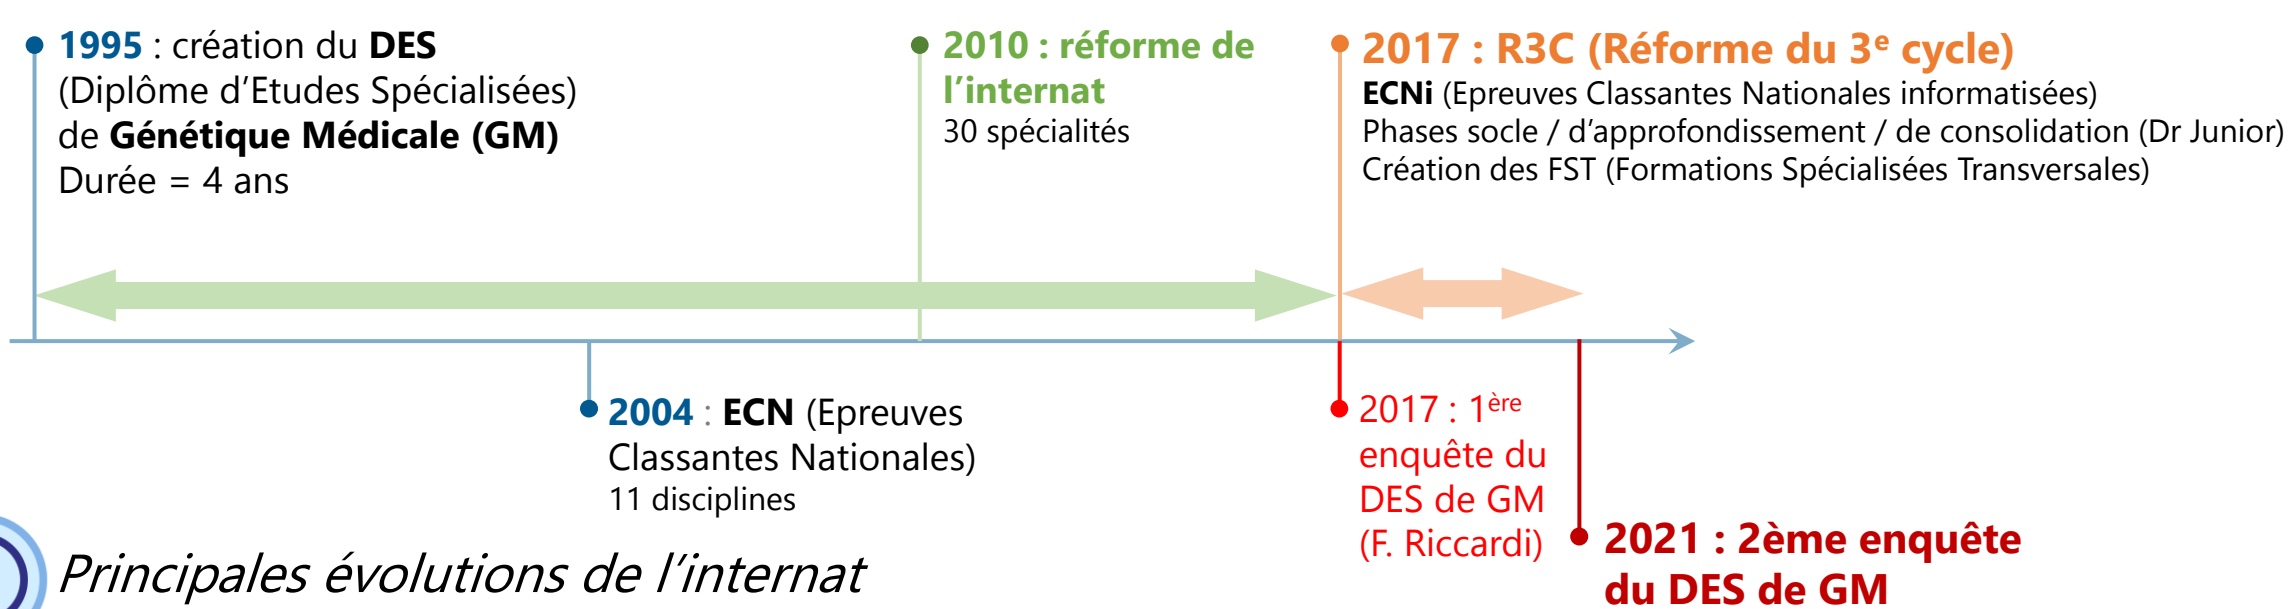 1995 : création du DES
(Diplôme d’Etudes Spécialisées)
de Génétique Médicale (GM)
Durée = 4 ans
2010 : réforme de
l’internat
30 spécialités
2017 : R3C (Réforme du 3e cycle)
ECNi (Epreuves Classantes Nationales informatisées)
Phases socle / d’approfondissement / de consolidation (Dr Junior)
Création des FST (Formations Spécialisées Transversales)
2004 : ECN (Epreuves
Classantes Nationales)
11 disciplines
2017 : 1ère
enquête du
DES de GM
(F. Riccardi)
2021 : 2ème enquête
du DES de GM
Principales évolutions de l’internat